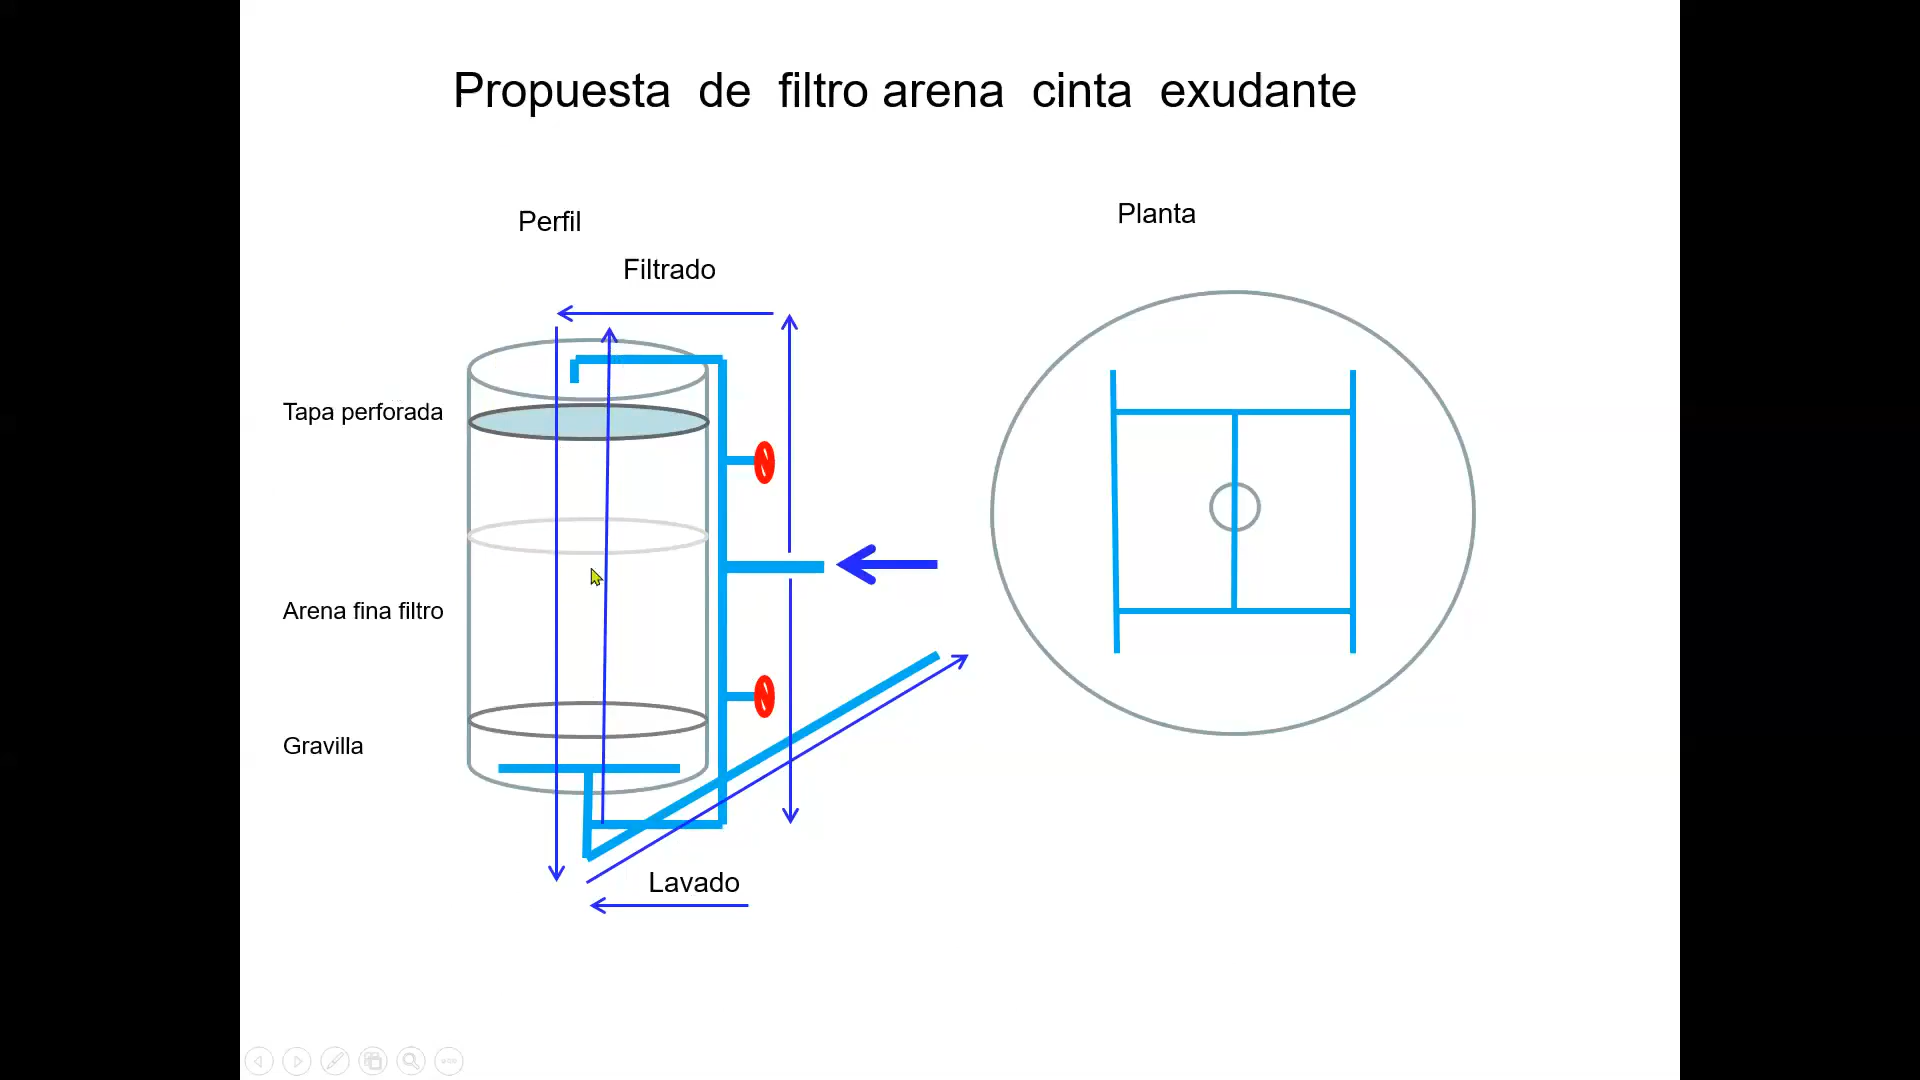 Propuesta de filtro arena cinta exudante
Perfil
Planta
Filtrado
Tapa perforada
Arena fina filtro
Gravilla
Lavado